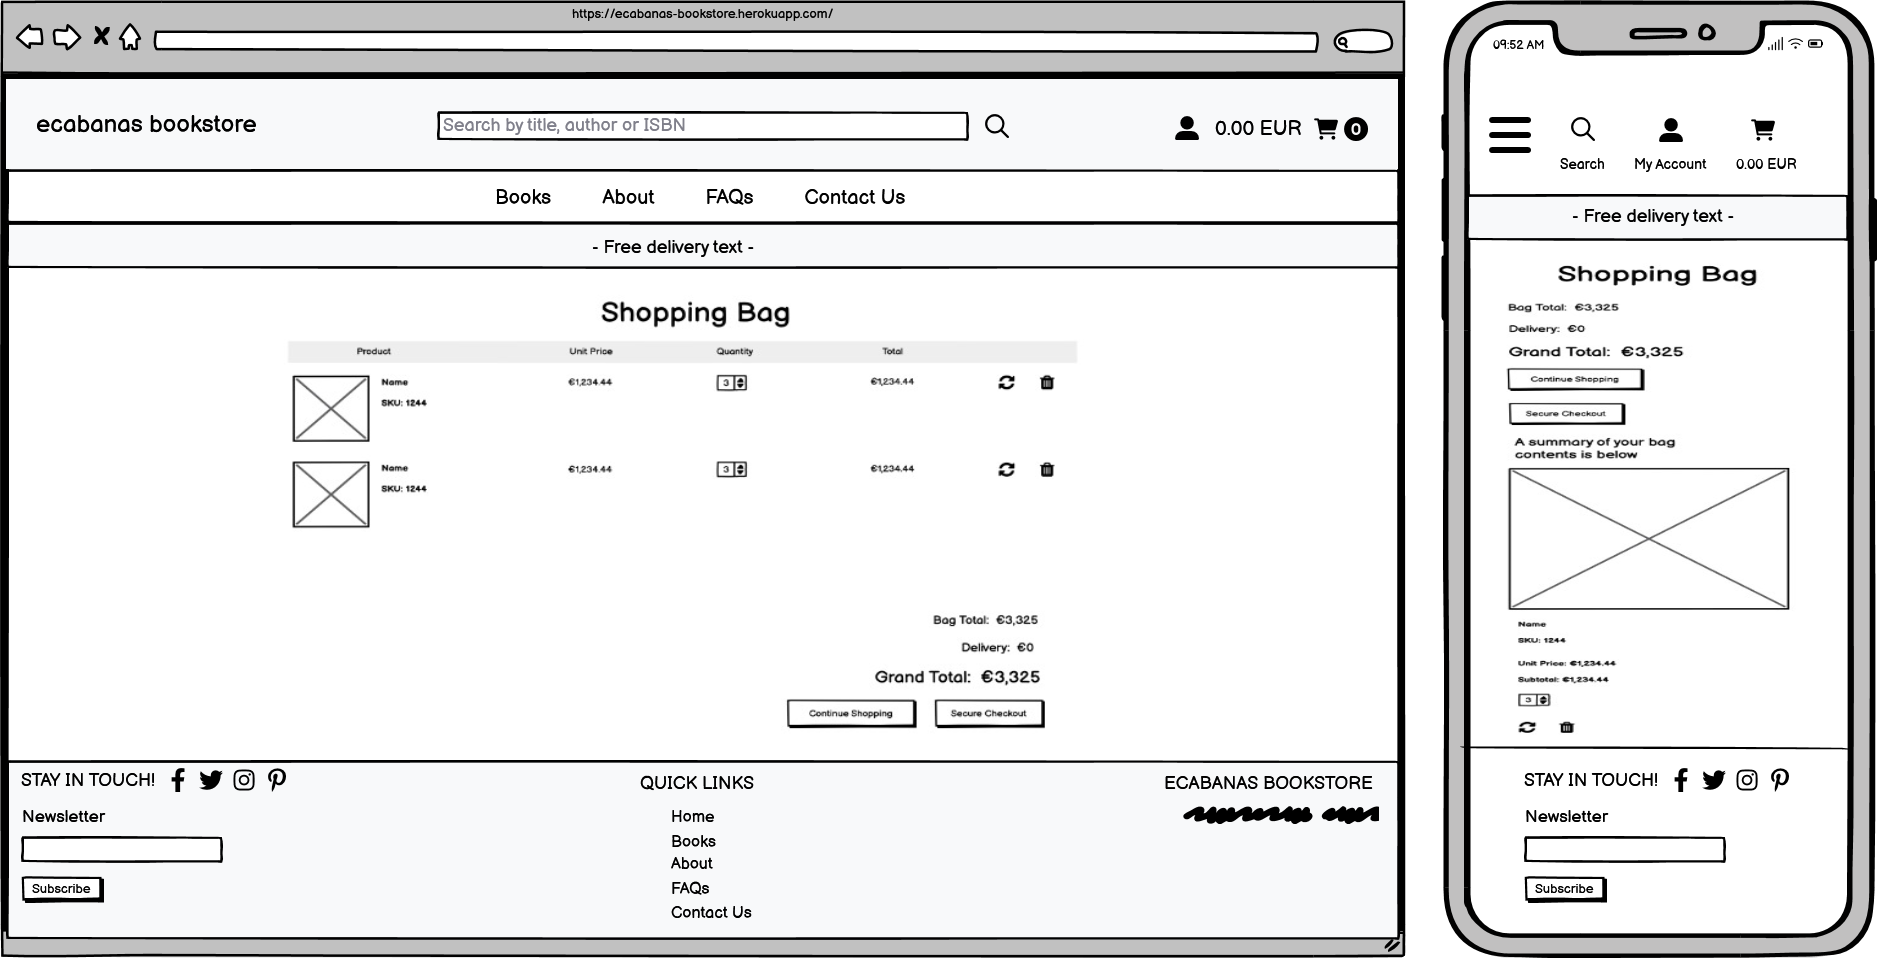 https://ecabanas-bookstore.herokuapp.com/
ecabanas bookstore
Search by title, author or ISBN
0.00 EUR
0
Books About FAQs Contact Us
- Free delivery text -
Shopping Bag
Product Unit Price Quantity Total
Name €1,234.44 3 €1,234.44
SKU: 1244
Name €1,234.44 3 €1,234.44
SKU: 1244
Bag Total: €3,325
Delivery: €0
Grand Total: €3,325
Continue Shopping Secure Checkout
STAY IN TOUCH!
Newsletter
Subscribe
QUICK LINKS
Home
Books
About
FAQs
Contact Us
ECABANAS BOOKSTORE
09:52 AM
Search My Account 0.00 EUR
- Free delivery text -
Shopping Bag
Bag Total: €3,325
Delivery: €0
Grand Total: €3,325
Continue Shopping
Secure Checkout
A summary of your bag
contents is below
Name
SKU: 1244
Unit Price: €1,234.44
Subtotal: €1,234.44
3
STAY IN TOUCH!
Newsletter
Subscribe